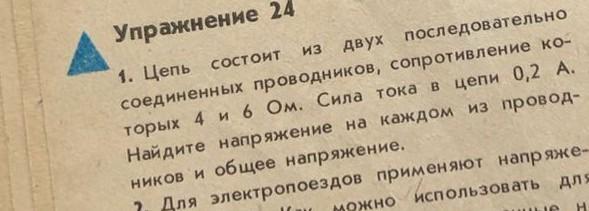 Упражнение 24
1. Цепь состоит из двух последовательно
соединенных проводников, сопротивление ко-
торых 4 и 6 Ом. Сила тока в цепи 0,2 А.
Найдите напряжение на каждом из провод-
ников и общее напряжение.
2. Для электропоездов применяют напряже-
можно использовать для